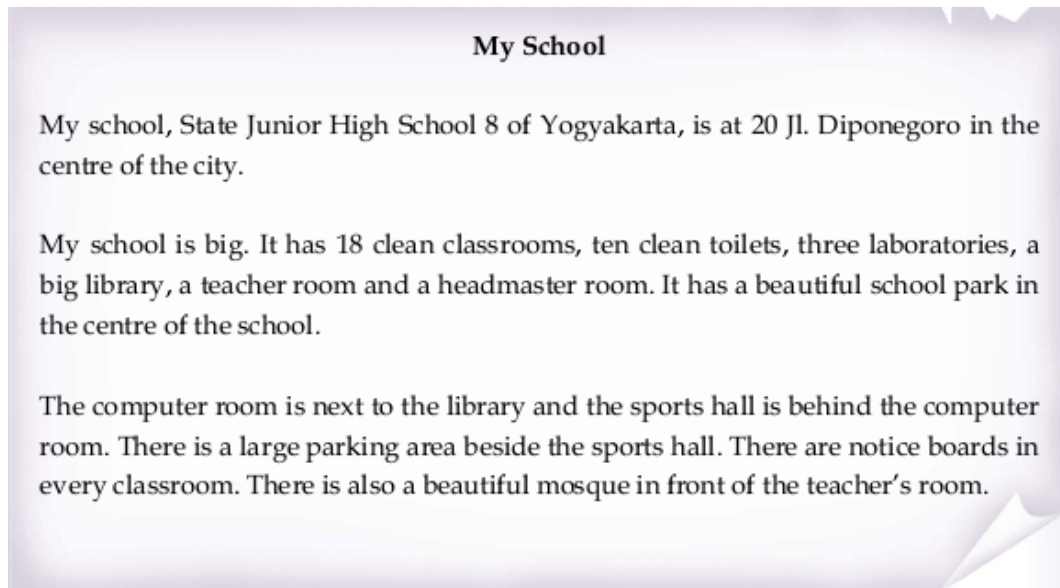 My School
My school, State Junior High School 8 of Yogyakarta, is at 20 Jl. Diponegoro in the
centre of the city.
My school is big. It has 18 clean classrooms, ten clean toilets, three laboratories, a
big library, a teacher room and a headmaster room. It has a beautiful school park in
the centre of the school.
The computer room is next to the library and the sports hall is behind the computer
room. There is a large parking area beside the sports hall. There are notice boards in
every classroom. There is also a beautiful mosque in front of the teacher's room.